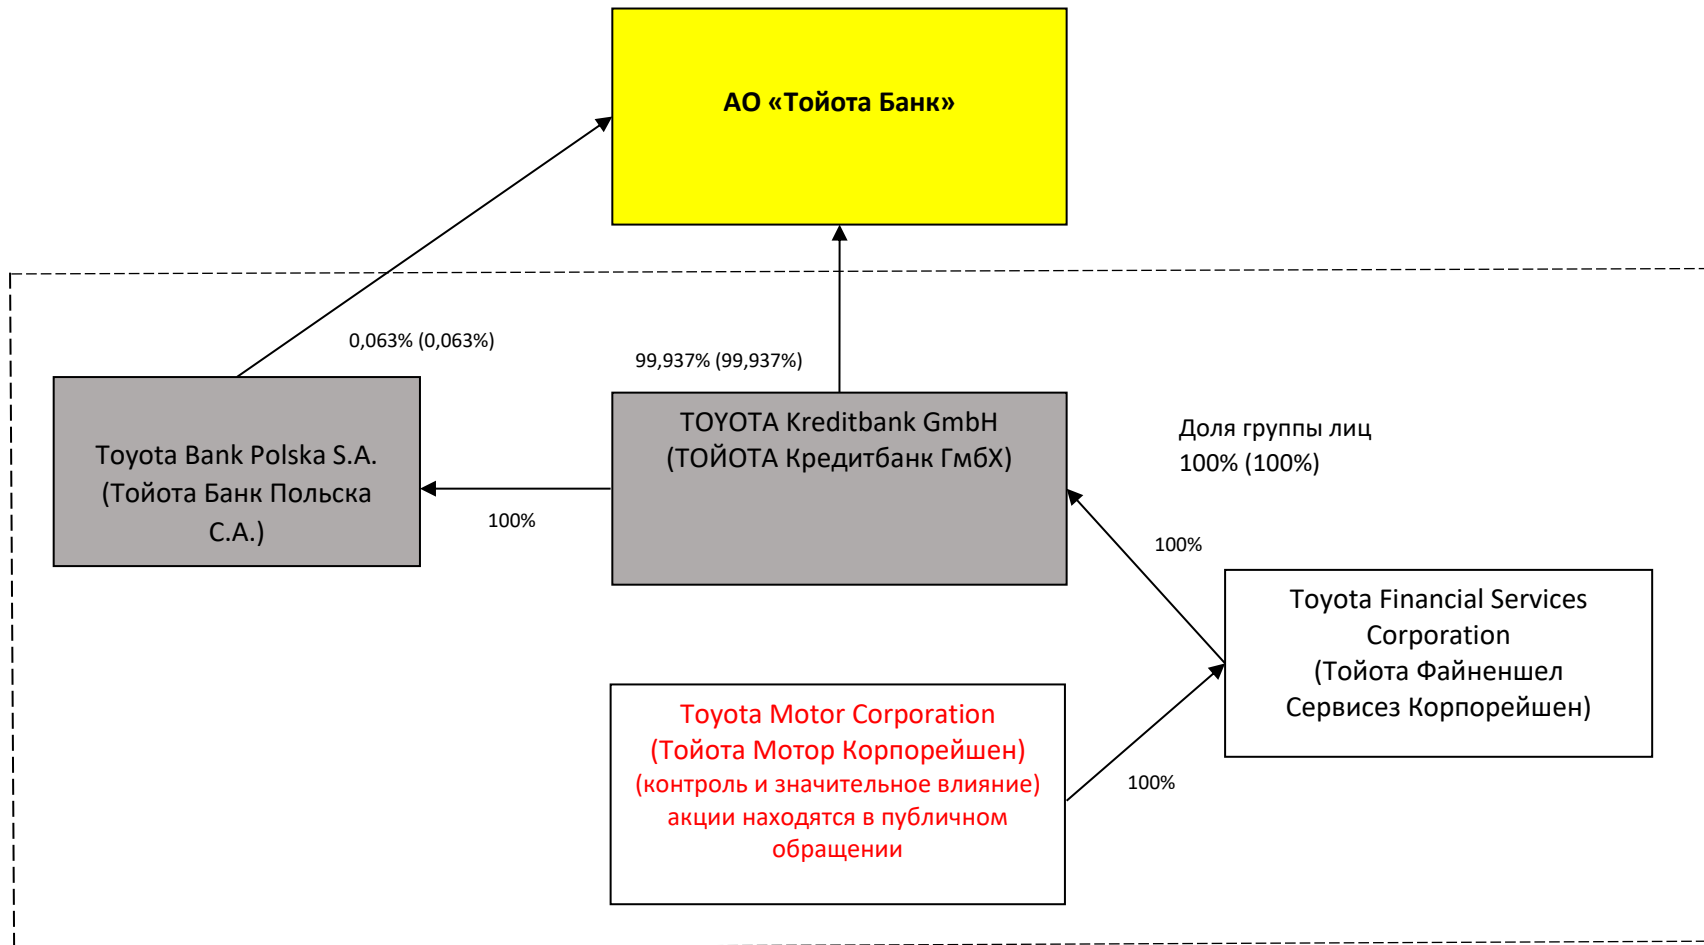 АО «Тойота Банк»
0,063% (0,063%)
99,937% (99,937%)
Toyota Bank Polska S.A.
(Тойота Банк Польска
С.А.)
100%
TOYOTA Kreditbank GmbH
(ТОЙОТА Кредитбанк ГмбХ)
Доля группы лиц
100% (100%)
100%
Toyota Financial Services
Corporation
(Тойота Файненшел
Сервисез Корпорейшен)
Toyota Motor Corporation
(Тойота Мотор Корпорейшен)
(контроль и значительное влияние)
акции находятся в публичном
обращении
100%